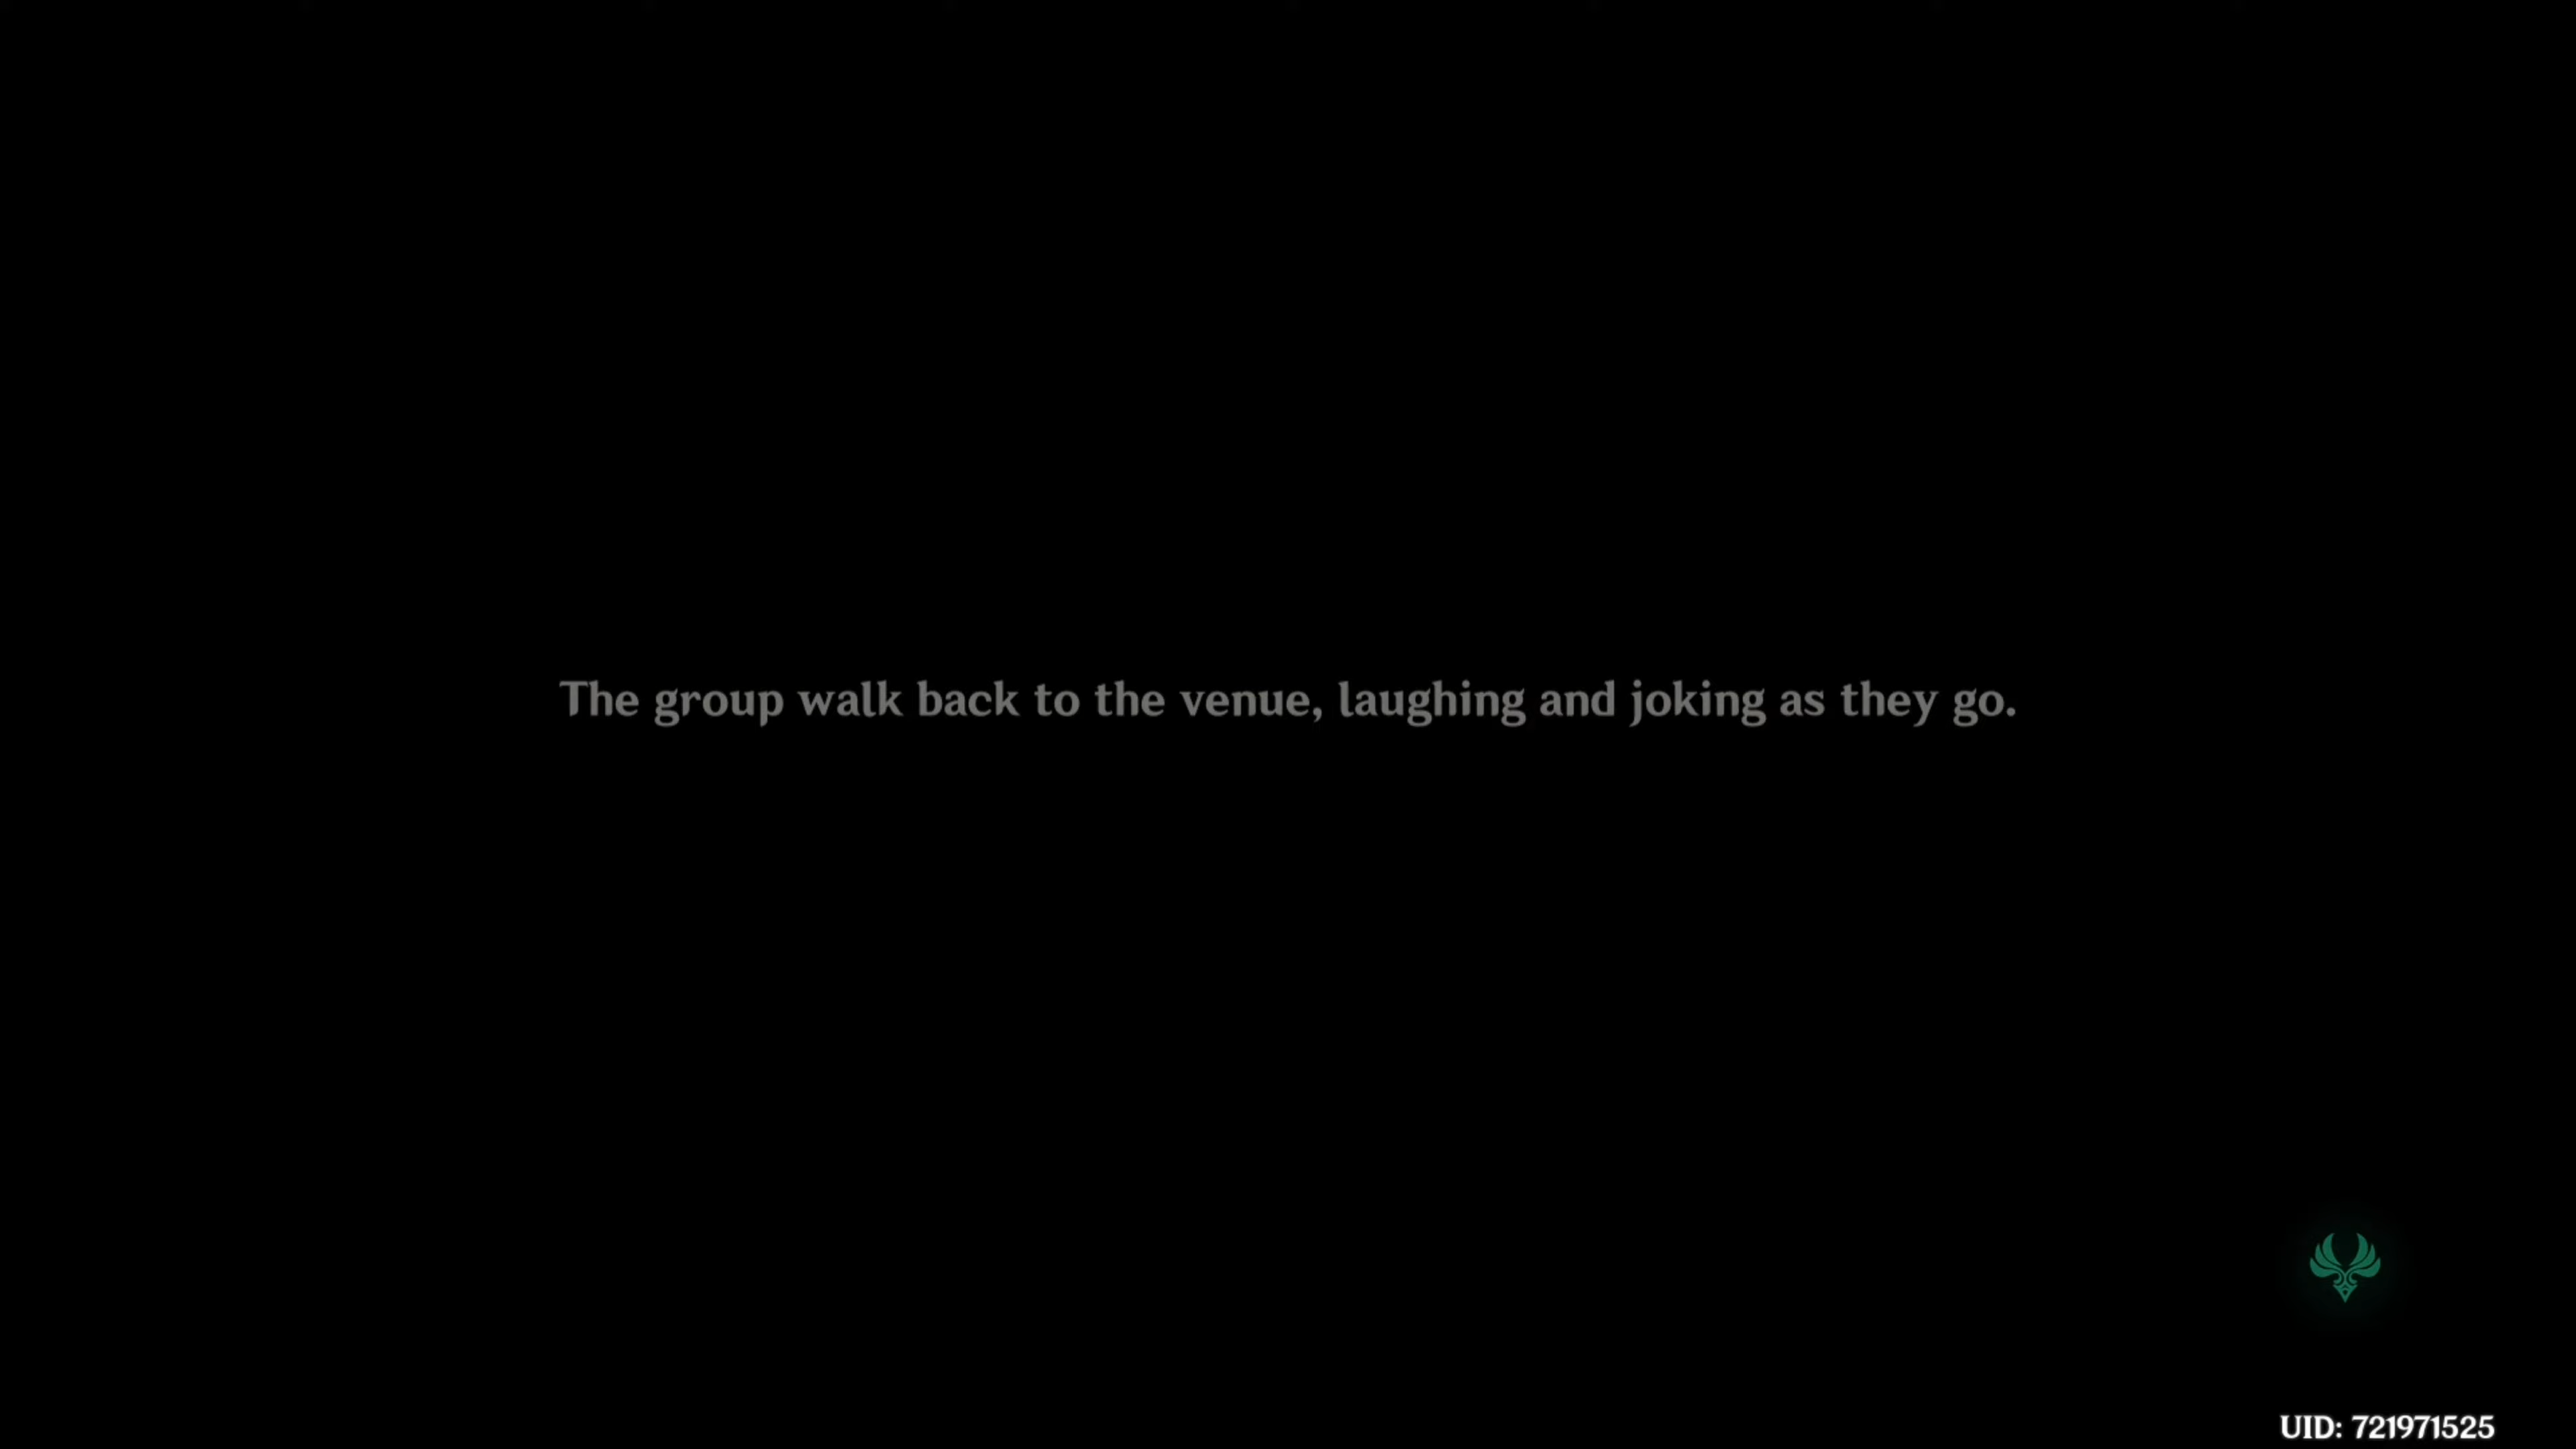 The group walk back to the venue, laughing and joking as they go.
UID: 721971525